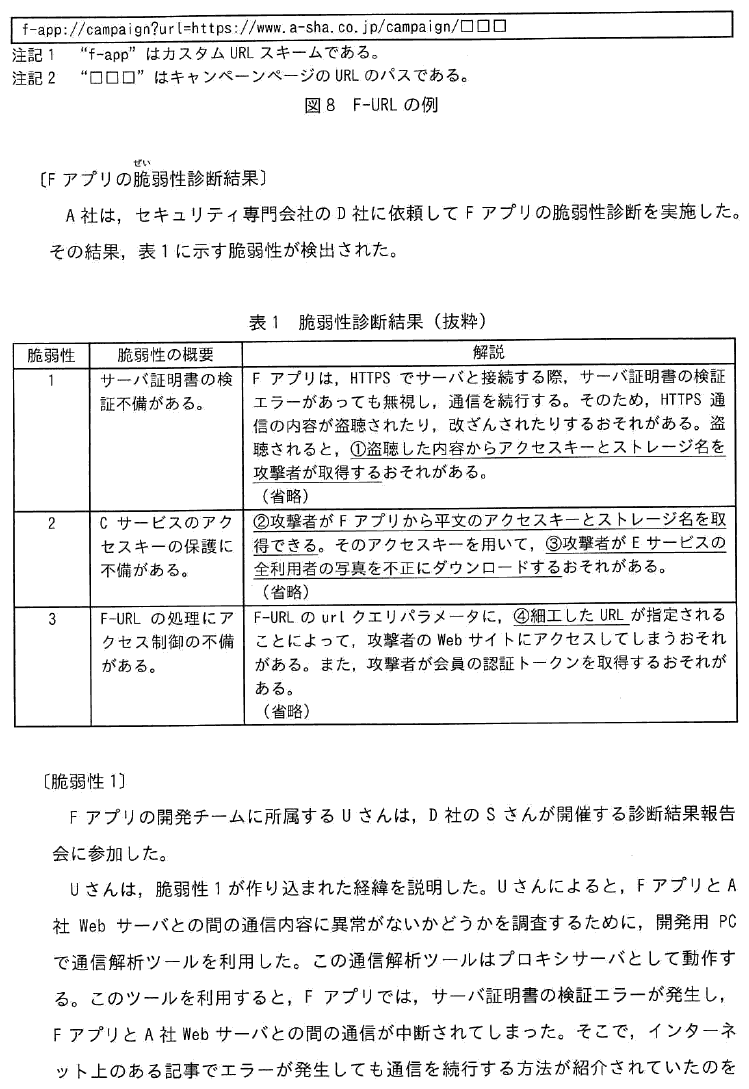 f-app://campaign?url=https://www.a-sha.co.jp/campaign/□□□
注記1 “f-app”はカスタムURLスキームである。
注記2 “□□□”はキャンペーンページのURLのパスである。
図8 F-URLの例
ぜい
〔Fアプリの脆弱性診断結果〕
A社は，セキュリティ専門会社のD社に依頼してFアプリの脆弱性診断を実施した。
その結果，表1に示す脆弱性が検出された。
表1 脆弱性診断結果（抜粋）
脆弱性 脆弱性の概要 解説
1 サーバ証明書の検証不備がある。
F アプリは，HTTPS でサーバと接続する際，サーバ証明書の検証
エラーがあっても無視し，通信を続行する。そのため，HTTPS 通
信の内容が盗聴されたり，改ざんされたりするおそれがある。盗
聴されると，①盗聴した内容からアクセスキーとストレージ名を
攻撃者が取得するおそれがある。
（省略）
2 C サービスのアク
セスキーの保護に
不備がある。
②攻撃者が F アプリから平文のアクセスキーとストレージ名を取
得できる。そのアクセスキーを用いて，③攻撃者が E サービスの
全利用者の写真を不正にダウンロードするおそれがある。
（省略）
3 F-URL の処理にア
クセス制御の不備
がある。
F-URL の url クエリパラメータに，④細工した URL が指定される
ことによって，攻撃者の Web サイトにアクセスしてしまうおそれ
がある。また，攻撃者が会員の認証トークンを取得するおそれが
ある。
（省略）
〔脆弱性1〕
F アプリの開発チームに所属する U さんは，D 社の S さんが開催する診断結果報告
会に参加した。
U さんは，脆弱性1が作り込まれた経緯を説明した。U さんによると，F アプリと A
社 Web サーバとの間の通信内容に異常がないかどうかを調査するために，開発用 PC
で通信解析ツールを利用した。この通信解析ツールはプロキシサーバとして動作す
る。このツールを利用すると，F アプリでは，サーバ証明書の検証エラーが発生し，
F アプリと A 社 Web サーバとの間の通信が中断されてしまった。そこで，インターネ
ット上のある記事でエラーが発生しても通信を続行する方法が紹介されていたのを